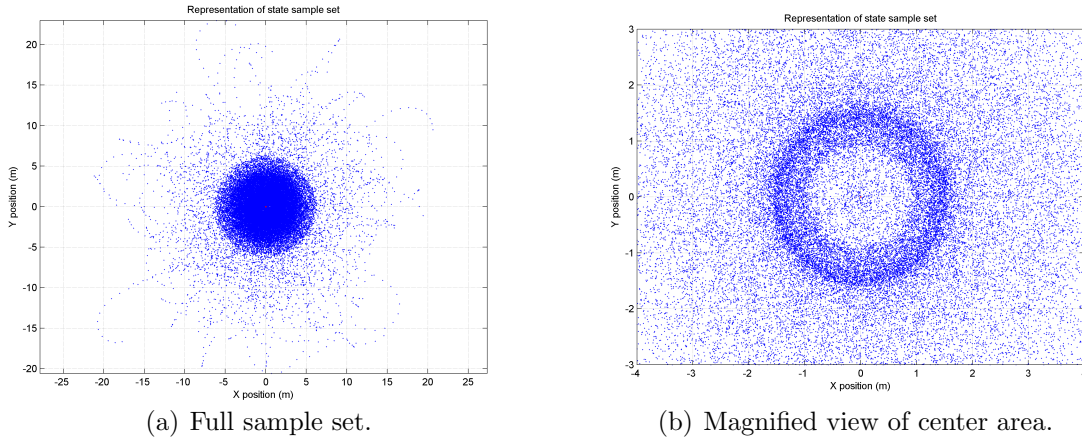 Representation of state sample set
20
15
10
5
0
-5
-10
-15
-20
Y position (m)
-25 -20 -15 -10 -5 0 5 10 15 20 25
X position (m)
(a) Full sample set.
Representation of state sample set
3
2
1
0
-1
-2
-3
Y position (m)
-4 -3 -2 -1 0 1 2 3 4
X position (m)
(b) Magnified view of center area.